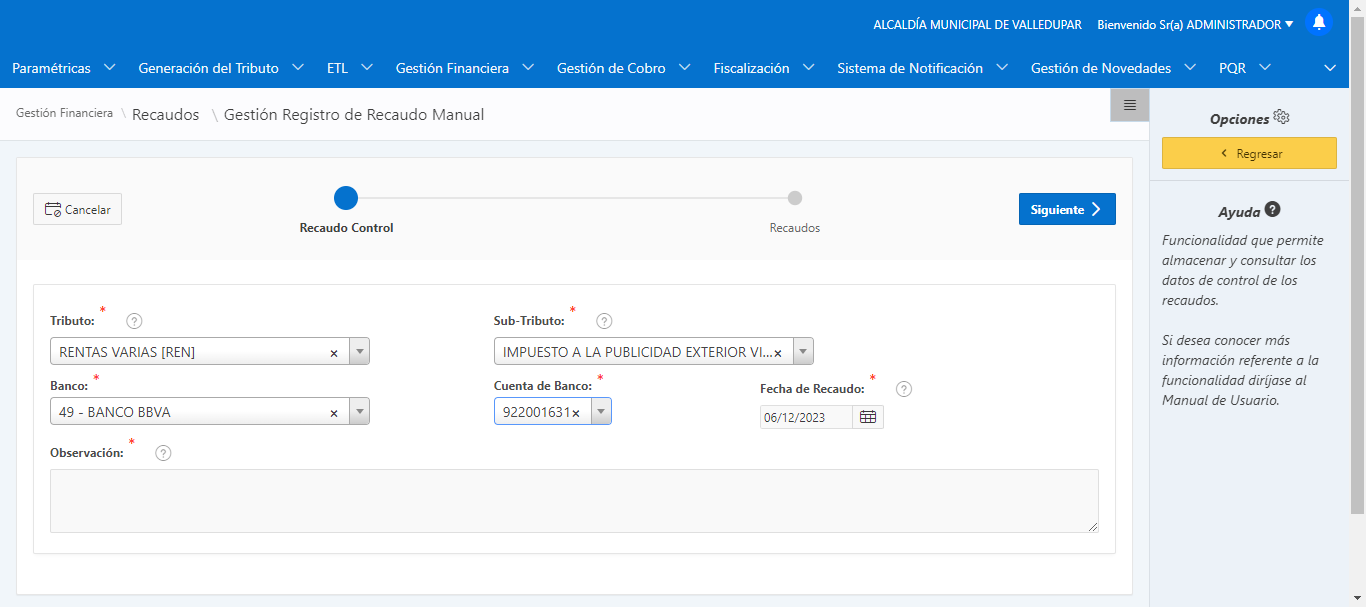 ALCALDÍA MUNICIPAL DE VALLEDUPAR Bienvenido Sr(a) ADMINISTRADOR
Paramétricas Generación del Tributo ETL Gestión Financiera Gestión de Cobro Fiscalización Sistema de Notificación Gestión de Novedades PQR
Gestión Financiera \ Recaudos \ Gestión Registro de Recaudo Manual
Opciones
Regresar
Cancelar
Recaudo Control
Recaudos
Siguiente
Ayuda ?
Funcionalidad que permite
almacenar y consultar los
datos de control de los
recaudos.
Si desea conocer más
información referente a la
funcionalidad diríjase al
Manual de Usuario.
Tributo: * ?
Sub-Tributo: * ?
RENTAS VARIAS [REN] ×
IMPUESTO A LA PUBLICIDAD EXTERIOR VI... ×
Banco: *
Cuenta de Banco: *
Fecha de Recaudo: * ?
49 - BANCO BBVA ×
922001631 ×
06/12/2023
Observación: * ?